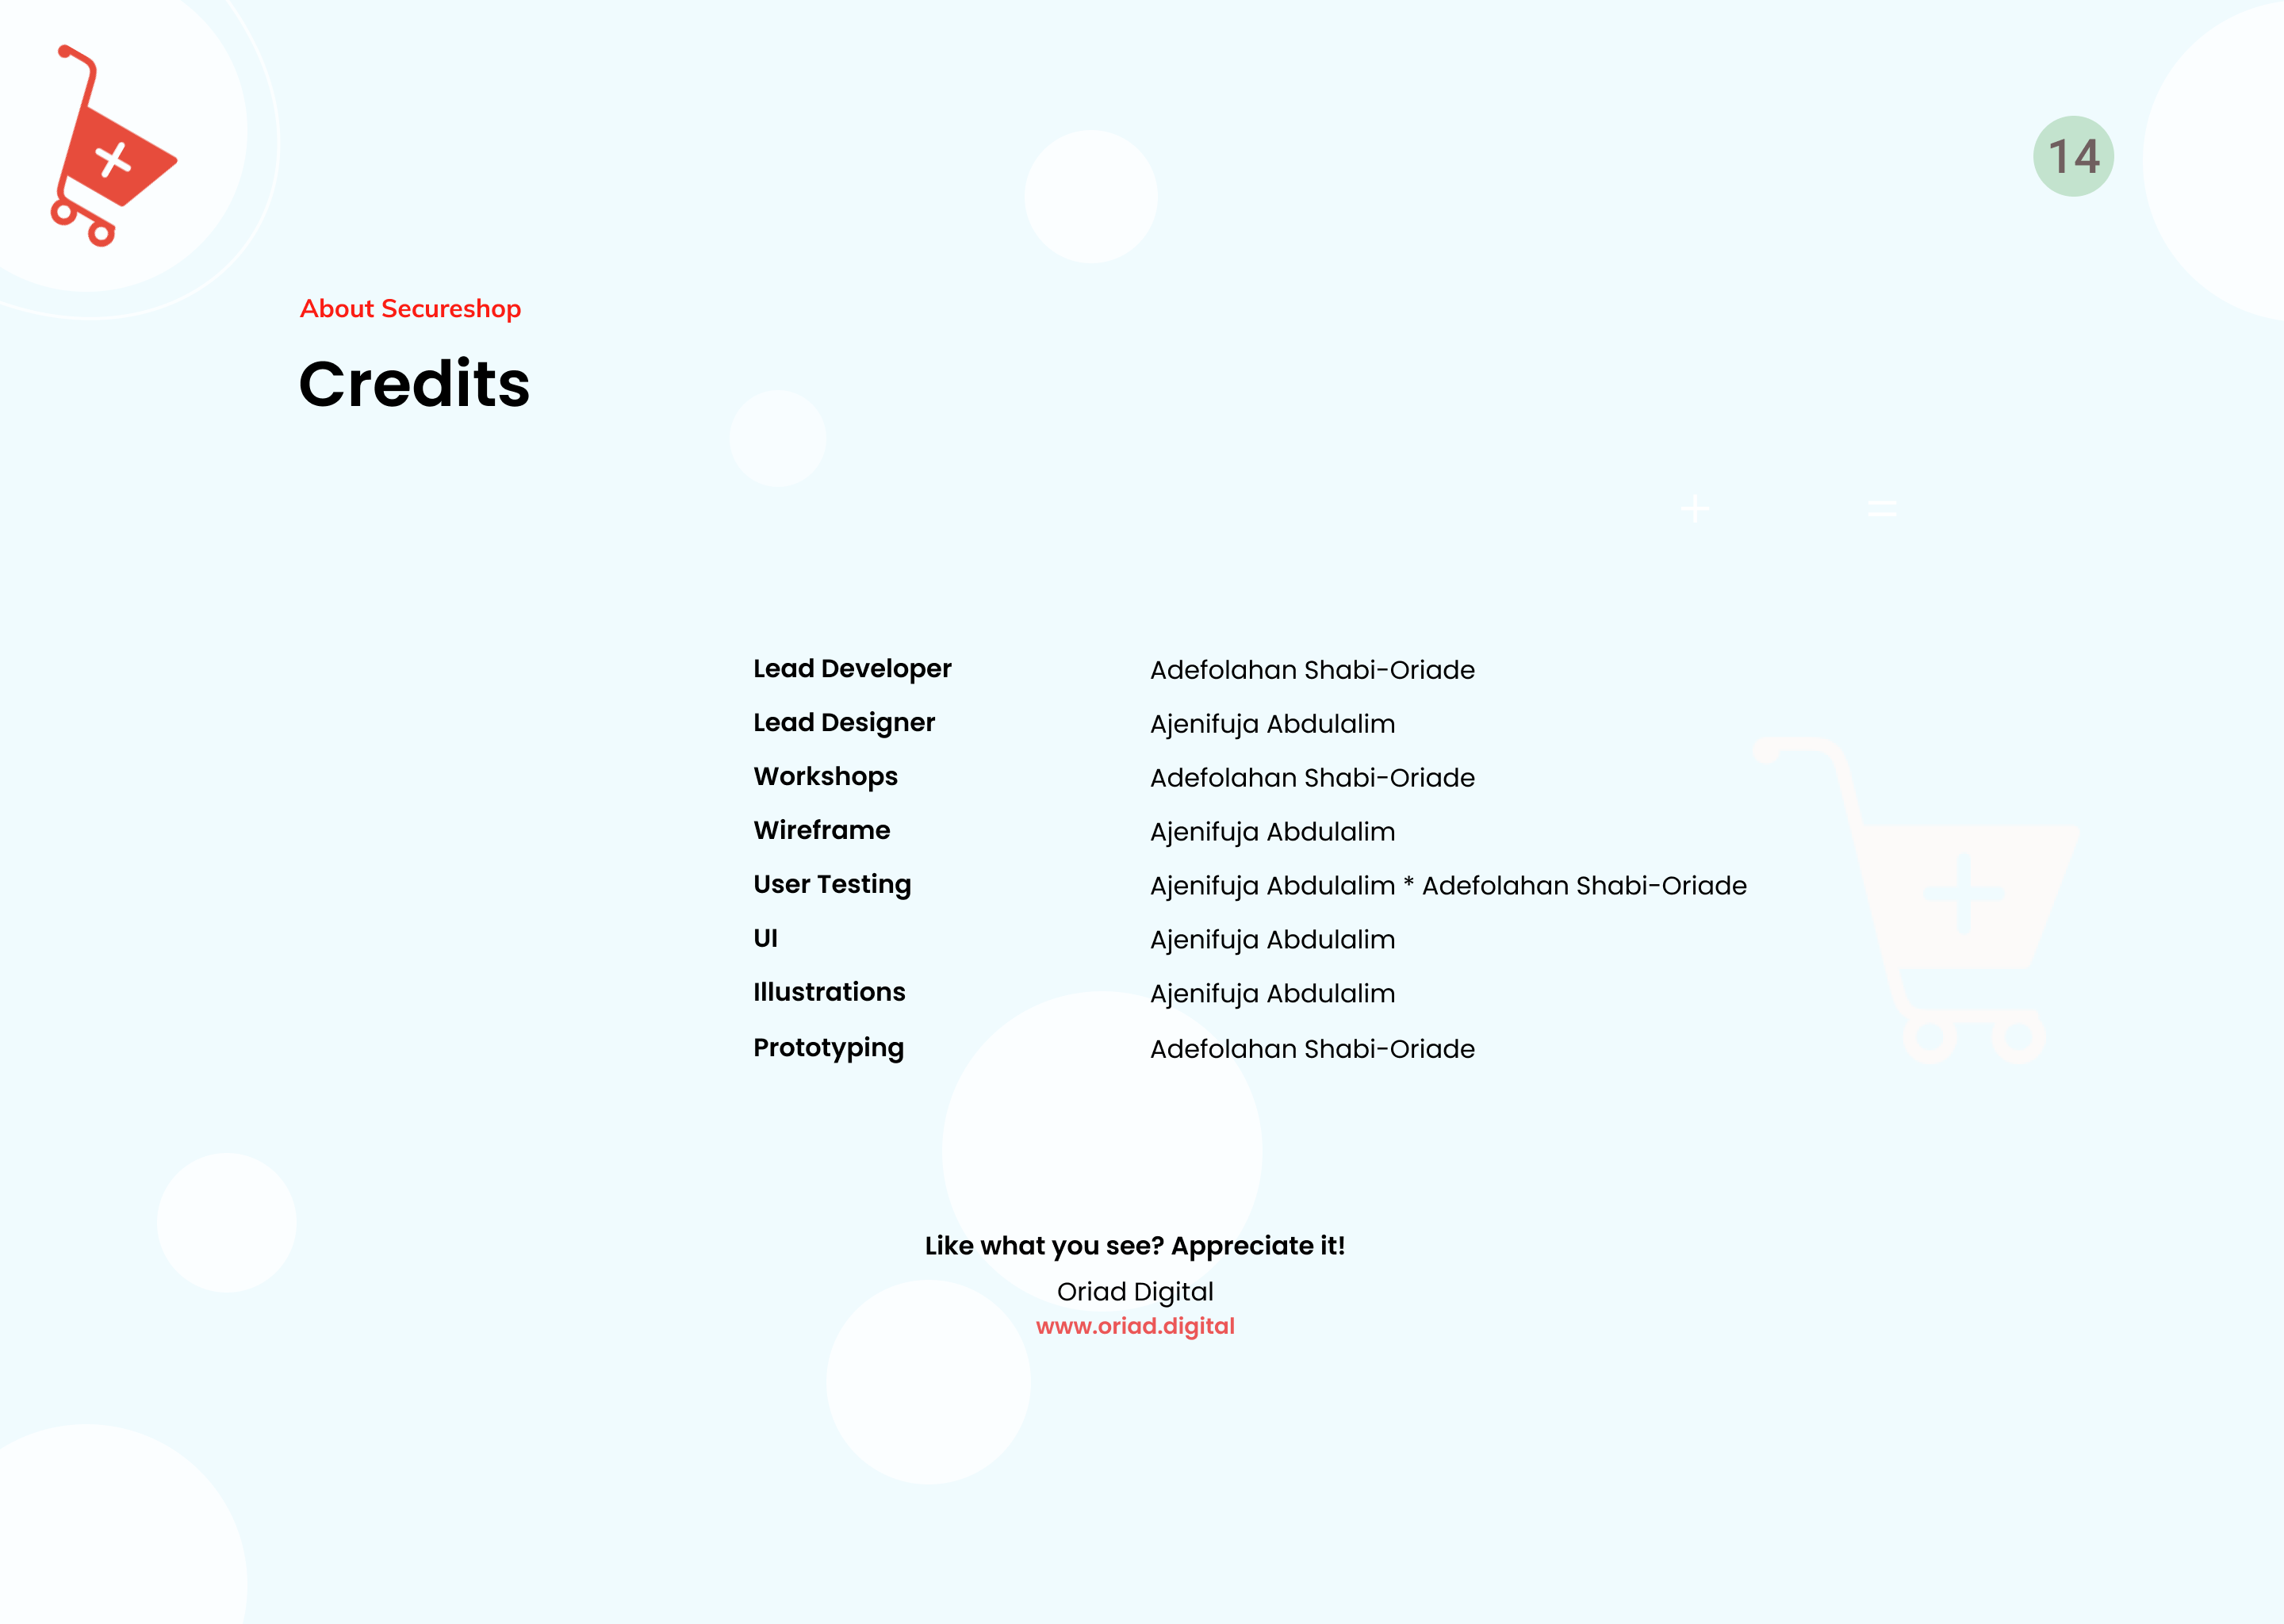 14
About Secureshop
Credits
+ =
Lead Developer Adefolahan Shabi-Oriade
Lead Designer Ajenifuja Abdulalim
Workshops Adefolahan Shabi-Oriade
Wireframe Ajenifuja Abdulalim
User Testing Ajenifuja Abdulalim * Adefolahan Shabi-Oriade
UI Ajenifuja Abdulalim
Illustrations Ajenifuja Abdulalim
Prototyping Adefolahan Shabi-Oriade
Like what you see? Appreciate it!
Oriad Digital
www.oriad.digital